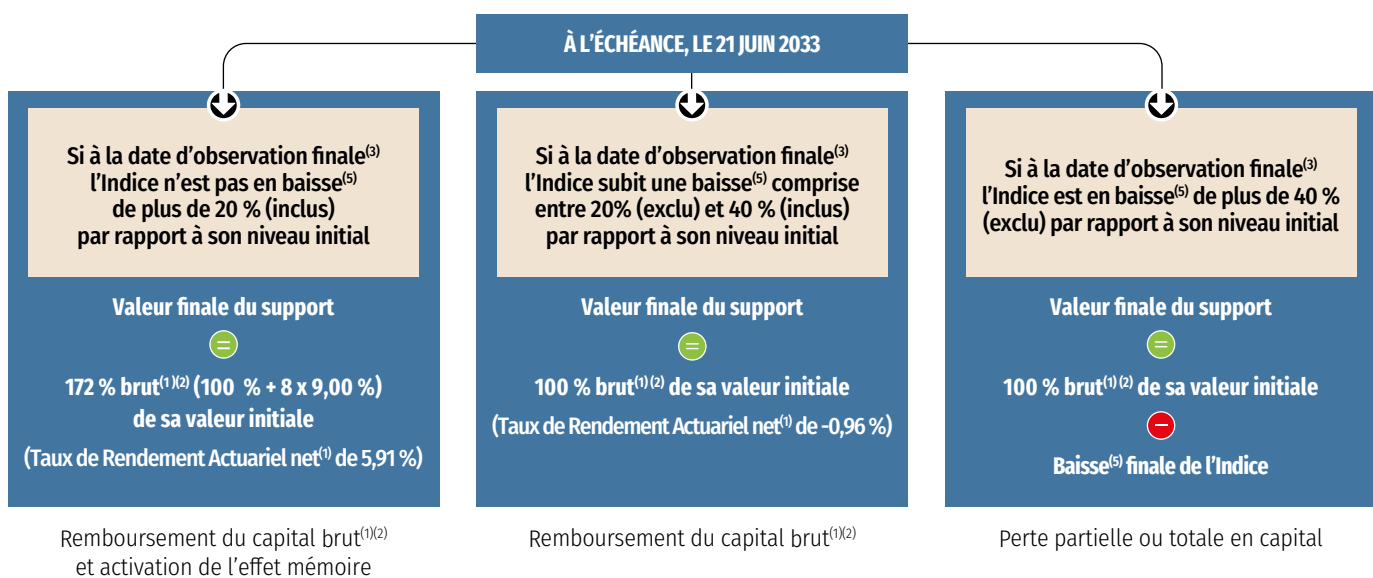 À L'ÉCHÉANCE, LE 21 JUIN 2033
Si à la date d'observation finale(3)
l'Indice n'est pas en baisse(5)
de plus de 20 % (inclus)
par rapport à son niveau initial
Valeur finale du support
=
172 % brut(1)(2) (100 % + 8 x 9,00 %)
de sa valeur initiale
(Taux de Rendement Actuariel net(1) de 5,91 %)
Remboursement du capital brut(1)(2)
et activation de l'effet mémoire
Si à la date d'observation finale(3)
l'Indice subit une baisse(5) comprise
entre 20% (exclu) et 40 % (inclus)
par rapport à son niveau initial
Valeur finale du support
=
100 % brut(1)(2) de sa valeur initiale
(Taux de Rendement Actuariel net(1) de -0,96 %)
Remboursement du capital brut(1)(2)
Si à la date d'observation finale(3)
l'Indice est en baisse(5) de plus de 40 %
(exclu) par rapport à son niveau initial
Valeur finale du support
=
100 % brut(1)(2) de sa valeur initiale
−
Baisse(5) finale de l'Indice
Perte partielle ou totale en capital